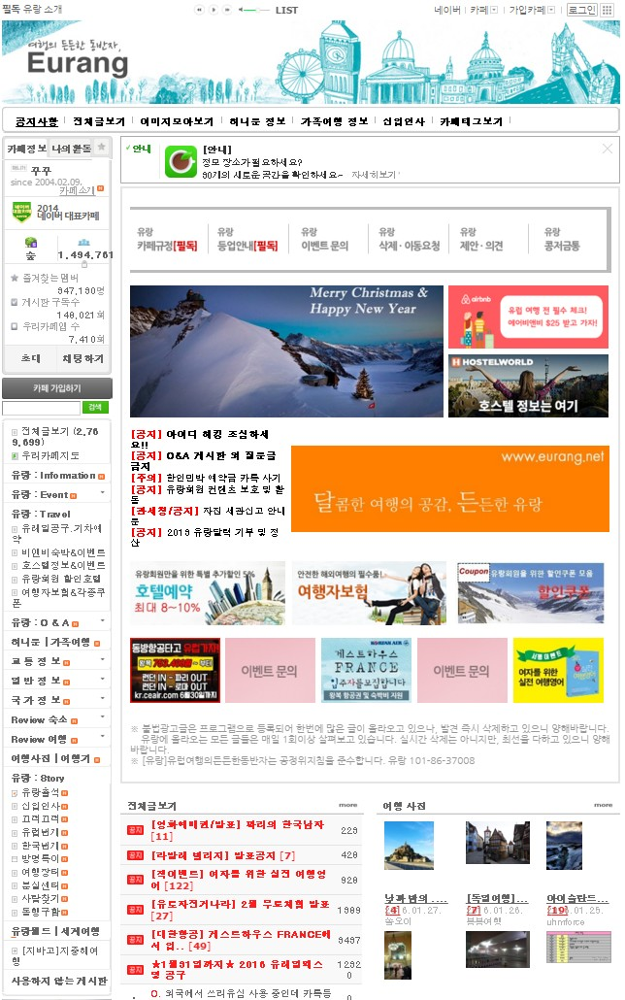 필독 유랑 소개
LIST
네이버 카페 가입카페 로그인
여행의 든든한 동반자,
Eurang
공지사항 전체글보기 이미지모아보기 허니문 정보 가족여행 정보 신입인사 카페태그보기
카페정보 나의활동
꾸꾸
since 2004.02.09.
카페소개
2014
네이버 대표카페
숲 1,494,761
즐겨찾는멤버
847,190명
게시판 구독수
148,021회
우리카페앱 수
7,410회
초대 채팅하기
카페 가입하기
검색
전체글보기 (2,769,699)
우리카페지도
유랑 : Information
유랑 : Event
유랑 : Travel
유레일공구.기차예약
비앤비숙박&이벤트
호스텔정보&이벤트
유랑회원 할인호텔
여행자보험&각종쿠폰
유랑 : Q & A
허니문 | 가족여행
교 통 정 보
일 반 정 보
국 가 정 보
Review 숙소
Review 여행
여행사진 | 여행기
유랑 : Story
유랑출석
신입인사
고려고려
유럽번개
한국번개
방명록이
여행장터
분실센터
사람찾기
동행구함
유랑월드 | 세계여행
[지바고]지중해여행
사용하지 않는 게시판
안내
[안내]
정모 장소가 필요하세요?
80개의 새로운 공간을 확인하세요~ 자세히보기
유랑 카페규정[필독]
유랑 등업안내[필독]
유랑 이벤트 문의
유랑 삭제 · 이동요청
유랑 제안 · 의견
유랑 콩저금통
Merry Christmas &
Happy New Year
airbnb
유럽 여행 전 필수 체크!
에어비앤비 $25 받고 가자!
HOSTELWORLD
호스텔 정보는 여기
[공지] 아이디 해킹 조심하세요!!
[공지] Q&A 게시판 외 질문글 금지
[주의] 한인민박 예약금 카톡 사기
[공지] 유랑회원 컨텐츠 보호 및 활동
[관세청/공지] 자진 세관신고 안내문
[공지] 2016 유랑달력 기부 및 정산
www.eurang.net
달콤한 여행의 공감, 든든한 유랑
유랑회원만을 위한 특별 추가할인 5%
호텔예약
최대 8~10%
안전한 해외여행의 필수품!
여행자보험
Coupon 유랑회원을 위한 할인쿠폰 모음
할인쿠폰
동방항공타고 유럽가자!
런던 IN - 파리 OUT
런던 IN - 로마 OUT
kr.ceair.com 6월30일까지
이벤트 문의
KOREAN AIR
게스트하우스
FRANCE
입주자를모집합니다
왕복 항공권 및 숙박비 지원
이벤트 문의
서평이벤트
여자를 위한
실전 여행영어
※ 불법광고글은 프로그램으로 등록되어 한번에 많은 글이 올라오고 있으나, 발견 즉시 삭제하고 있으니 양해바랍니다.
유랑에 올라오는 모든 글들은 매일 1회이상 살펴보고 있습니다. 실시간 삭제는 아니지만, 최선을 다하고 있으니 양해바랍니다.
※ [유랑]유럽여행의든든한동반자는 공정위지침을 준수합니다. 유랑 101-86-37008
전체글보기 more
공지 [영화예매권/발표] 파리의 한국남자 [11] 229
공지 [라발레 빌리지] 발표공지 [7] 428
공지 [책이벤트] 여자를 위한 실전 여행영어 [122] 928
공지 [유로자전거나라] 2월 무료체험 발표 [27] 1989
공지 [대한항공] 게스트하우스 FRANCE에서 입.. [49] 9497
공지 ★1월31일까지★ 2016 유레일패스 및 공구 12920
Q. 외국에서 쓰리유심 사용 중인데 카톡등
여행 사진 more
낮과 밤의 ....
[4]
6.01.27.
쏠오이
[독일여행]...
[7]
6.01.26.
봄봄여행
아이슬란드...
[19]
6.01.25.
uhmforce